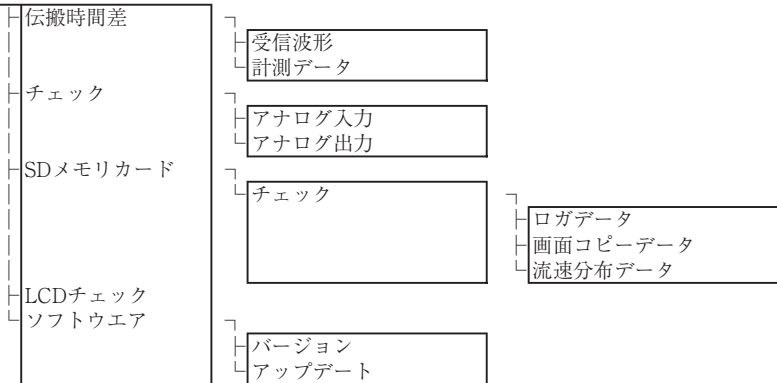 伝搬時間差
受信波形
計測データ
チェック
アナログ入力
アナログ出力
SDメモリカード
チェック
ロガデータ
画面コピーデータ
流速分布データ
LCDチェック
ソフトウエア
バージョン
アップデート